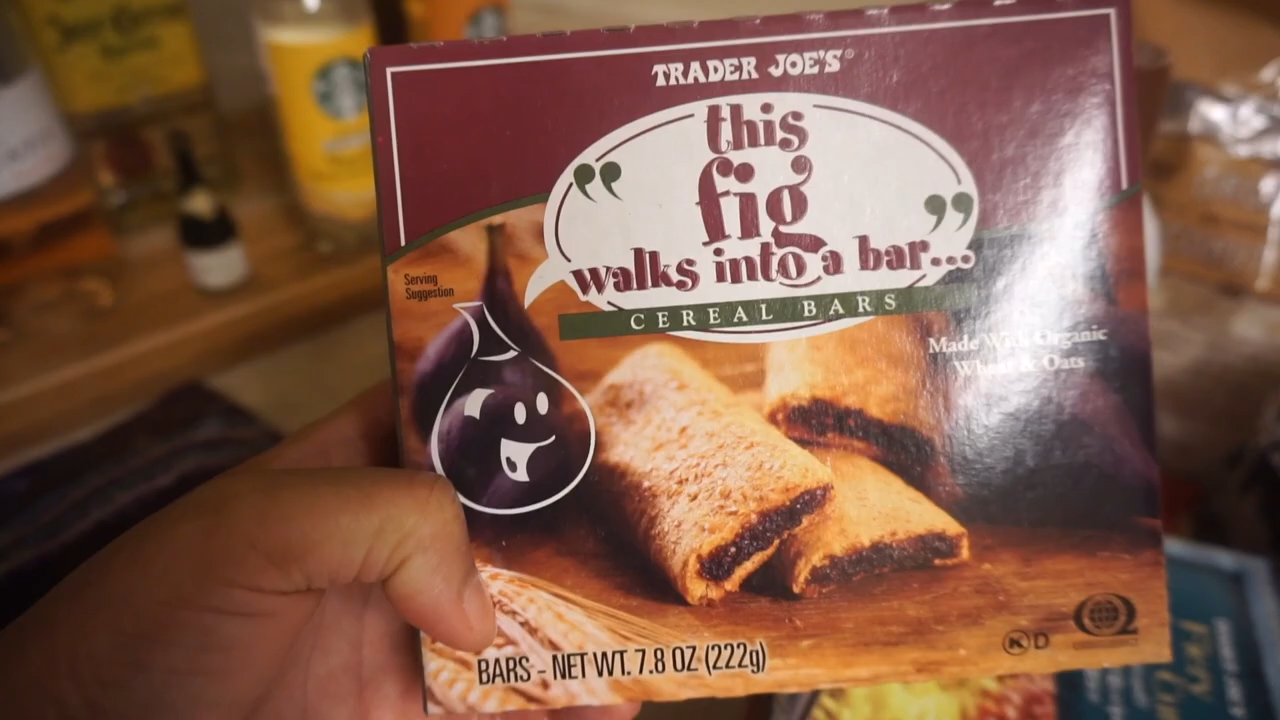 TRADER JOE'S®
"this
fig
walks into a bar..."
CEREAL BARS
Serving
Suggestion
Made With Organic
Wheat & Oats
BARS - NET WT. 7.8 OZ (222g)
K D